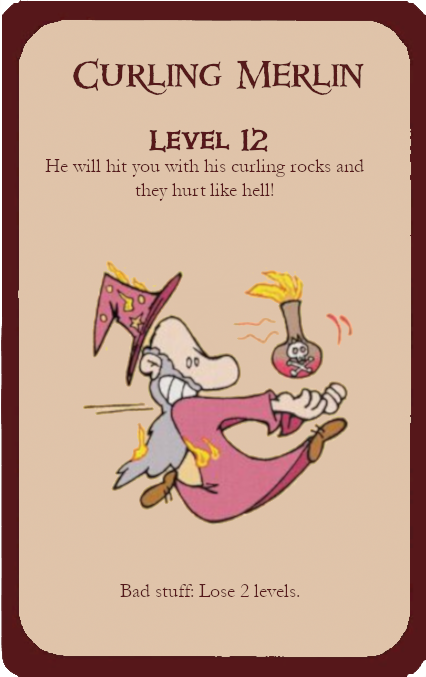 Curling Merlin
Level 12
He will hit you with his curling rocks and
they hurt like hell!
Bad stuff: Lose 2 levels.